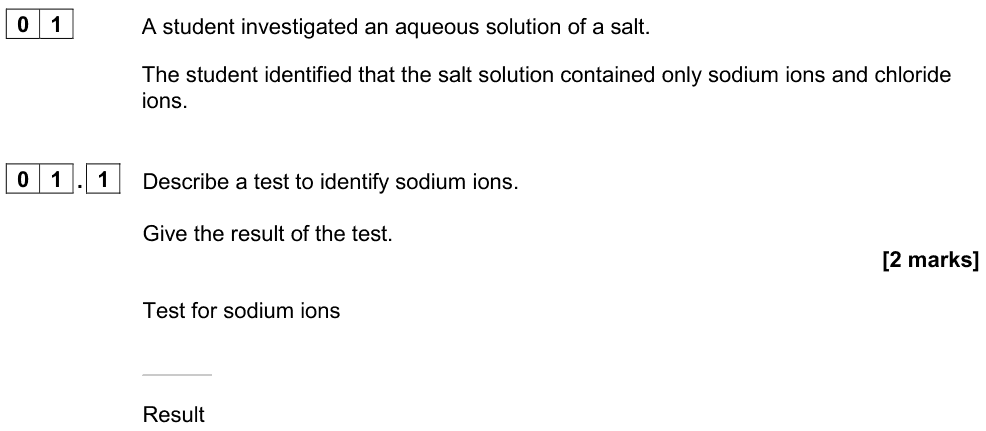 0 1 A student investigated an aqueous solution of a salt.
The student identified that the salt solution contained only sodium ions and chloride
ions.
0 1 . 1 Describe a test to identify sodium ions.
Give the result of the test.
[2 marks]
Test for sodium ions
Result